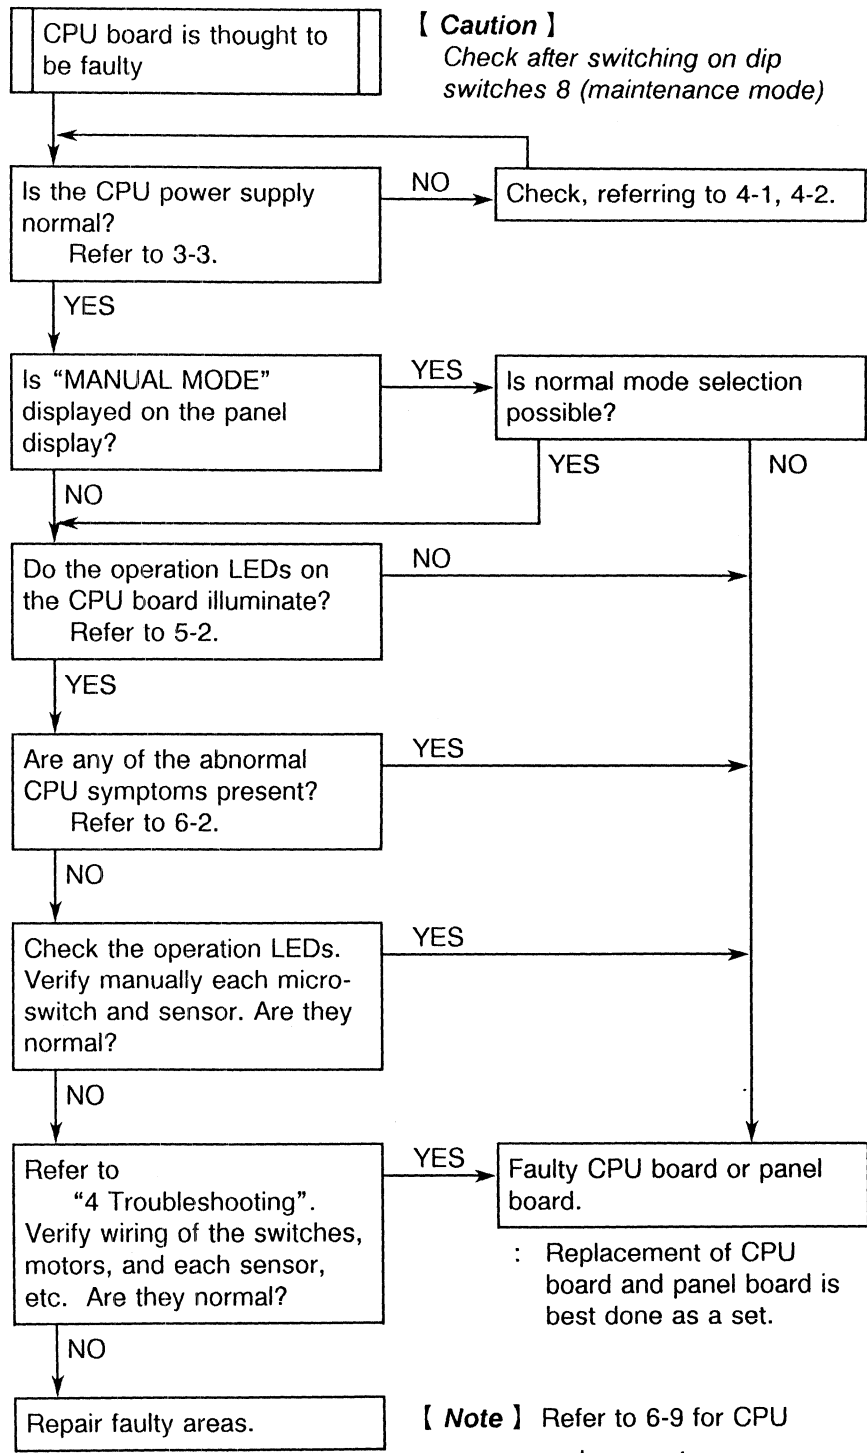 CPU board is thought to
be faulty
【 Caution 】
Check after switching on dip
switches 8 (maintenance mode)
Is the CPU power supply
normal?
Refer to 3-3.
NO
Check, referring to 4-1, 4-2.
YES
Is “MANUAL MODE”
displayed on the panel
display?
YES
Is normal mode selection
possible?
YES
NO
NO
Do the operation LEDs on
the CPU board illuminate?
Refer to 5-2.
NO
YES
Are any of the abnormal
CPU symptoms present?
Refer to 6-2.
YES
NO
Check the operation LEDs.
Verify manually each micro-
switch and sensor. Are they
normal?
YES
NO
Refer to
“4 Troubleshooting”.
Verify wiring of the switches,
motors, and each sensor,
etc. Are they normal?
YES
Faulty CPU board or panel
board.
: Replacement of CPU
board and panel board is
best done as a set.
NO
Repair faulty areas.
【 Note 】 Refer to 6-9 for CPU